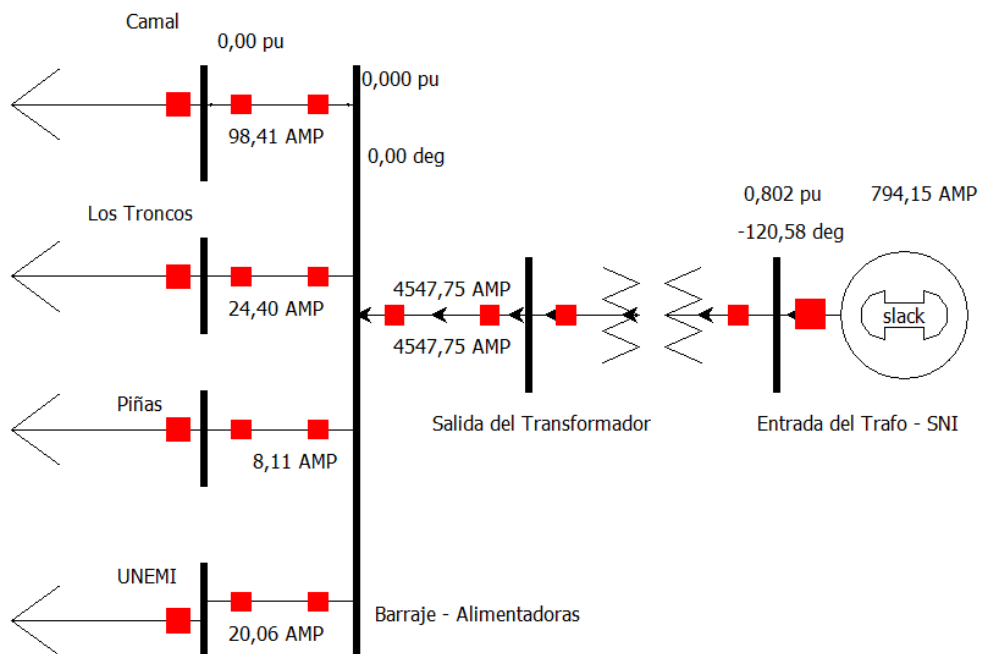 Camal
0,00 pu
0,000 pu
98,41 AMP
0,00 deg
0,802 pu
794,15 AMP
Los Troncos
-120,58 deg
4547,75 AMP
24,40 AMP
slack
4547,75 AMP
Piñas
Salida del Transformador
Entrada del Trafo - SNI
8,11 AMP
UNEMI
Barraje - Alimentadoras
20,06 AMP